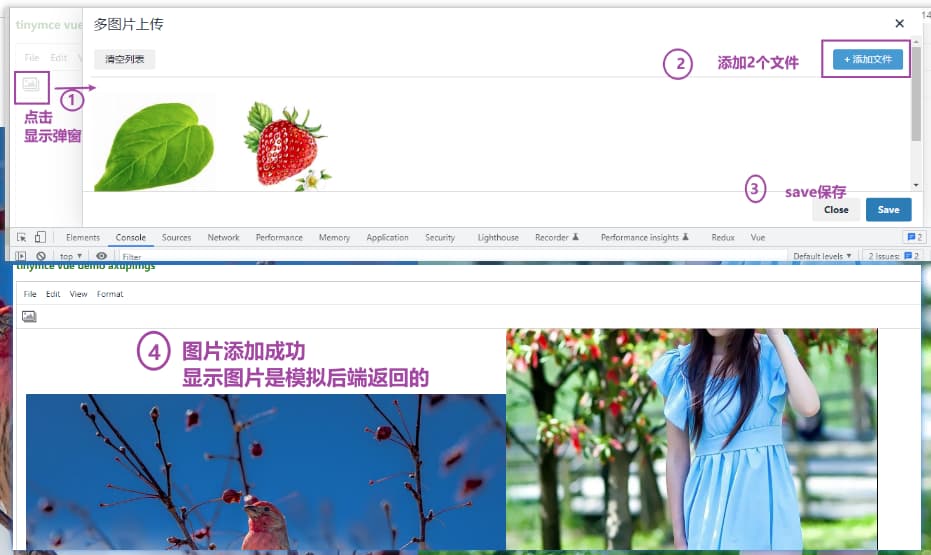 14
tinymce vue
多图片上传
File Edit V
清空列表
② 添加2个文件
+ 添加文件
①
点击
显示弹窗
③ save保存
Close
Save
Elements Console Sources Network Performance Memory Application Security Lighthouse Recorder Performance insights Redux Vue 2
top ▼ Filter Default levels ▼ 2 Issues: 2
tinymce vue demo axupimgs
File Edit View Format
④ 图片添加成功
显示图片是模拟后端返回的